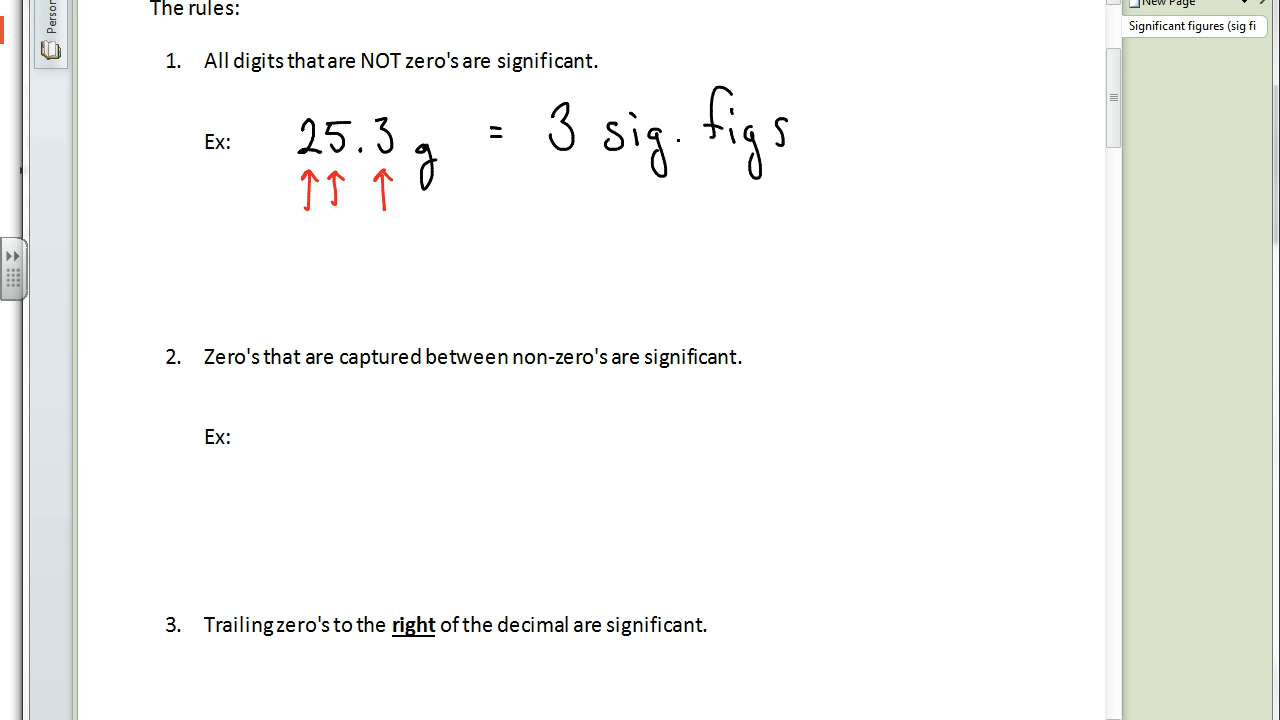 The rules:
Person
New Page
Significant figures (sig fi
1. All digits that are NOT zero's are significant.
Ex: 25.3 g = 3 sig. figs
2. Zero's that are captured between non-zero's are significant.
Ex:
3. Trailing zero's to the right of the decimal are significant.